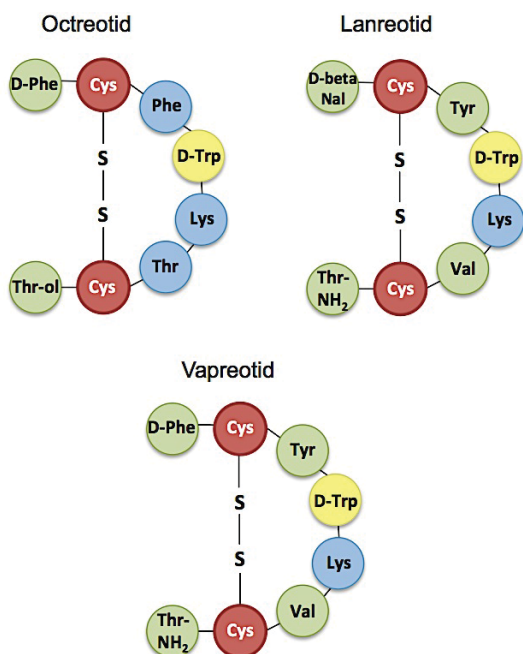 Octreotid
D-Phe
Cys
Phe
D-Trp
Lys
Thr
Cys
Thr-ol
S
S
Lanreotid
D-beta
Nal
Cys
Tyr
D-Trp
Lys
Val
Cys
Thr-
NH₂
S
S
Vapreotid
D-Phe
Cys
Tyr
D-Trp
Lys
Val
Cys
Thr-
NH₂
S
S